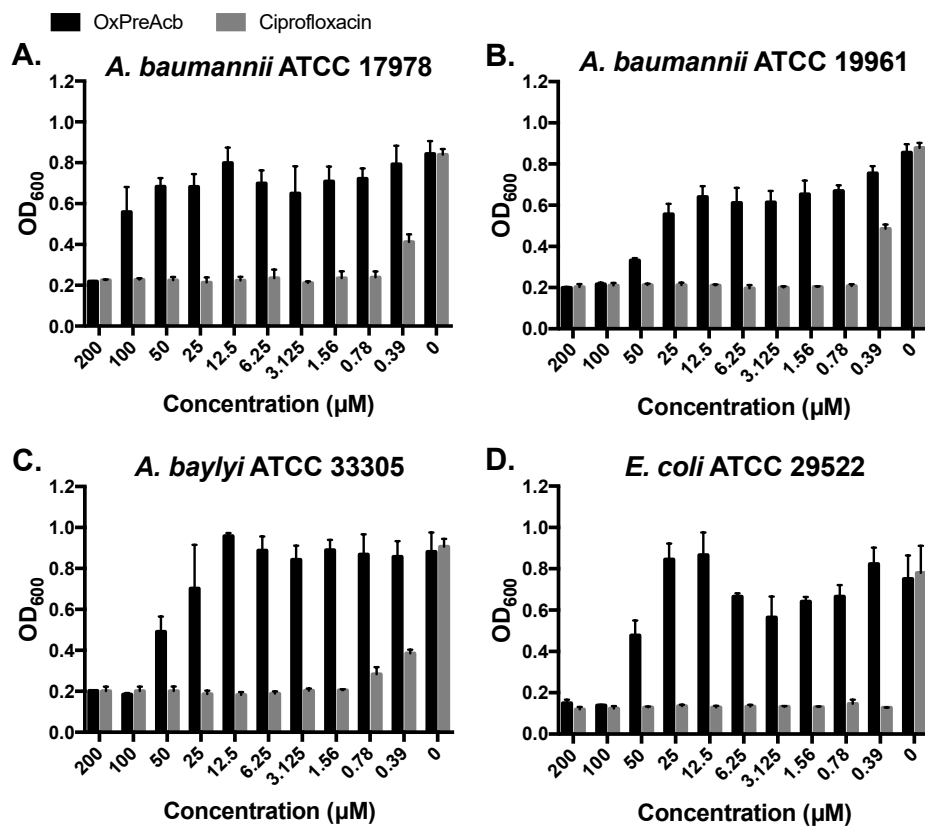 OxPreAcb Ciprofloxacin
A. A. baumannii ATCC 17978
OD600
1.2
1.0
0.8
0.6
0.4
0.2
0.0
200 100 50 25 12.5 6.25 3.125 1.56 0.78 0.39 0
Concentration (µM)
B. A. baumannii ATCC 19961
OD600
1.2
1.0
0.8
0.6
0.4
0.2
0.0
200 100 50 25 12.5 6.25 3.125 1.56 0.78 0.39 0
Concentration (µM)
C. A. baylyi ATCC 33305
OD600
1.2
1.0
0.8
0.6
0.4
0.2
0.0
200 100 50 25 12.5 6.25 3.125 1.56 0.78 0.39 0
Concentration (µM)
D. E. coli ATCC 29522
OD600
1.2
1.0
0.8
0.6
0.4
0.2
0.0
200 100 50 25 12.5 6.25 3.125 1.56 0.78 0.39 0
Concentration (µM)